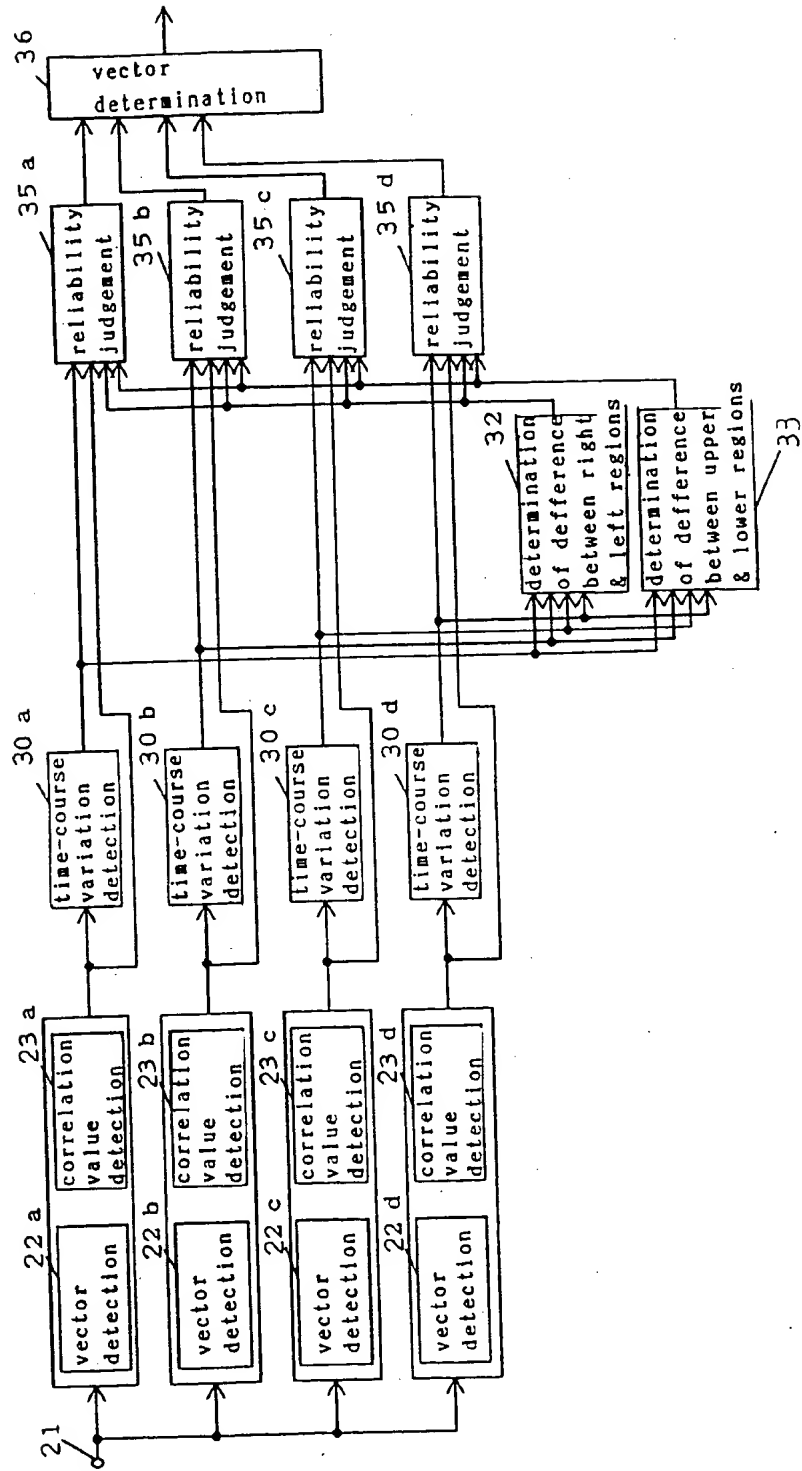 21
22 a
vector
detection
23 a
correlation
value
detection
22 b
vector
detection
23 b
correlation
value
detection
22 c
vector
detection
23 c
correlation
value
detection
22 d
vector
detection
23 d
correlation
value
detection
30 a
time-course
variation
detection
30 b
time-course
variation
detection
30 c
time-course
variation
detection
30 d
time-course
variation
detection
32
determination
of defference
between right
& left regions
determination
of defference
between upper
& lower regions
33
35 a
reliability
judgement
35 b
reliability
judgement
35 c
reliability
judgement
35 d
reliability
judgement
36
vector
determination